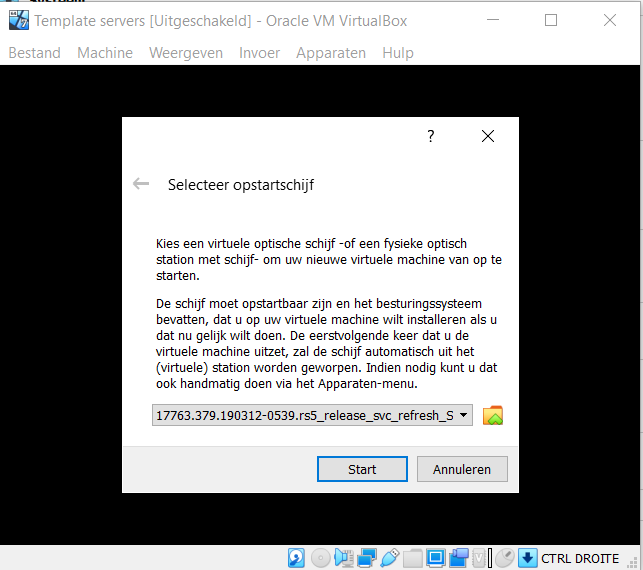 Template servers [Uitgeschakeld] - Oracle VM VirtualBox
Bestand Machine Weergeven Invoer Apparaten Hulp
?
Selecteer opstartschijf
Kies een virtuele optische schijf -of een fysieke optisch
station met schijf- om uw nieuwe virtuele machine van op te
starten.
De schijf moet opstartbaar zijn en het besturingssysteem
bevatten, dat u op uw virtuele machine wilt installeren als u
dat nu gelijk wilt doen. De eerstvolgende keer dat u de
virtuele machine uitzet, zal de schijf automatisch uit het
(virtuele) station worden geworpen. Indien nodig kunt u dat
ook handmatig doen via het Apparaten-menu.
17763.379.190312-0539.rs5_release_svc_refresh_S
Start Annuleren
CTRL DROITE